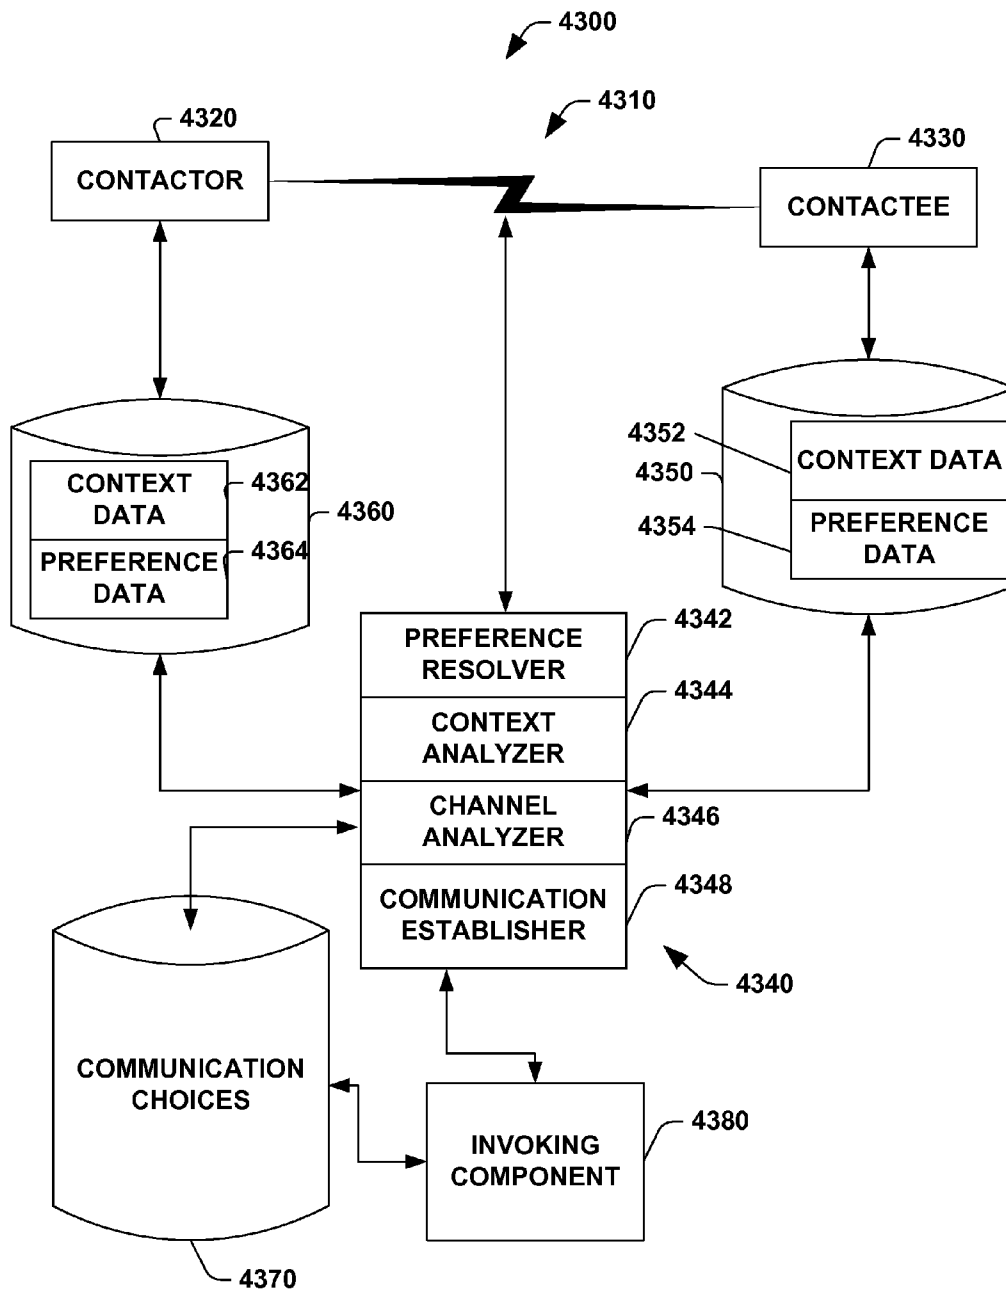 4300
4310
4320
CONTACTOR
4330
CONTACTEE
CONTEXT
DATA
4362
PREFERENCE
DATA
4364
4360
4352
4350
CONTEXT DATA
4354
PREFERENCE
DATA
PREFERENCE
RESOLVER
4342
CONTEXT
ANALYZER
4344
CHANNEL
ANALYZER
4346
COMMUNICATION
ESTABLISHER
4348
4340
COMMUNICATION
CHOICES
4370
INVOKING
COMPONENT
4380